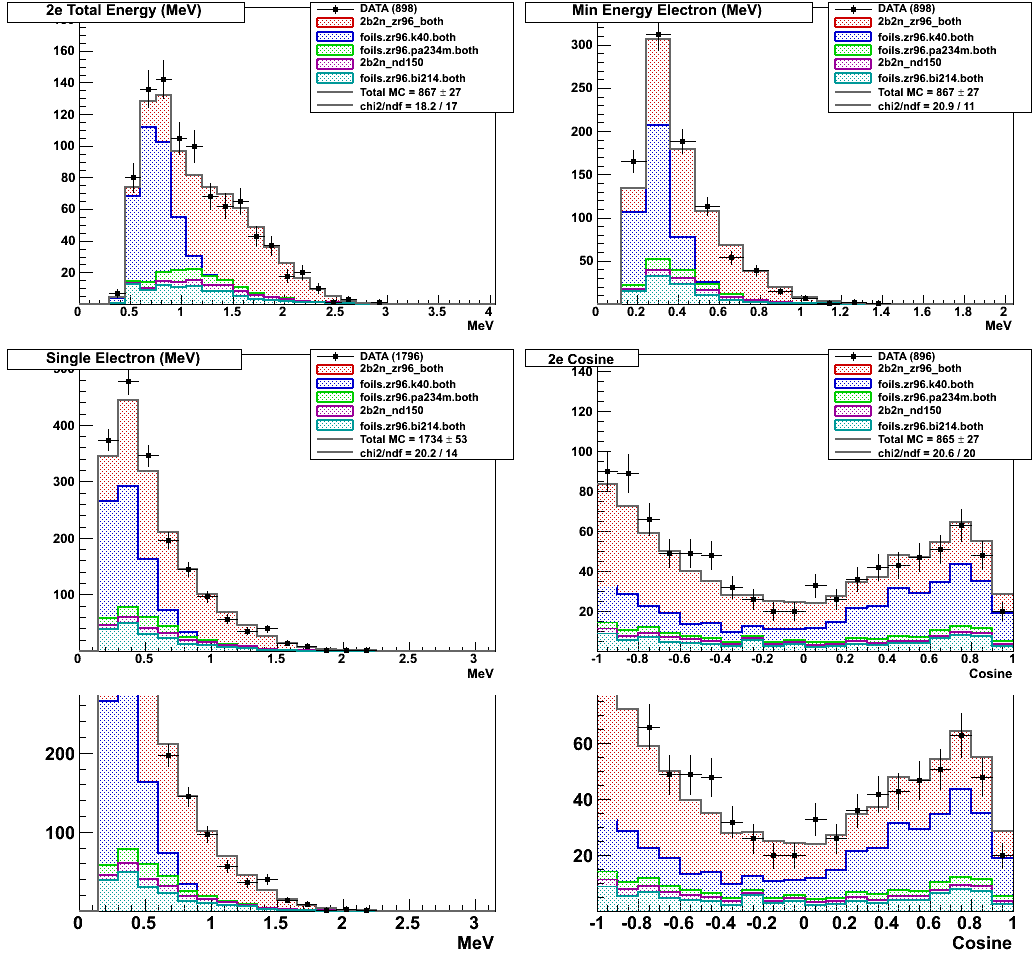 2e Total Energy (MeV)
DATA (898)
2b2n_zr96_both
foils.zr96.k40.both
foils.zr96.pa234m.both
2b2n_nd150
foils.zr96.bi214.both
Total MC = 867 ± 27
chi2/ndf = 18.2 / 17
180
160
140
120
100
80
60
40
20
0 0.5 1 1.5 2 2.5 3 3.5 4
MeV
Min Energy Electron (MeV)
DATA (898)
2b2n_zr96_both
foils.zr96.k40.both
foils.zr96.pa234m.both
2b2n_nd150
foils.zr96.bi214.both
Total MC = 867 ± 27
chi2/ndf = 20.9 / 11
300
250
200
150
100
50
0 0.2 0.4 0.6 0.8 1 1.2 1.4 1.6 1.8 2
MeV
Single Electron (MeV)
DATA (1796)
2b2n_zr96_both
foils.zr96.k40.both
foils.zr96.pa234m.both
2b2n_nd150
foils.zr96.bi214.both
Total MC = 1734 ± 53
chi2/ndf = 20.2 / 14
500
400
300
200
100
0 0.5 1 1.5 2 2.5 3
MeV
2e Cosine
DATA (896)
2b2n_zr96_both
foils.zr96.k40.both
foils.zr96.pa234m.both
2b2n_nd150
foils.zr96.bi214.both
Total MC = 865 ± 27
chi2/ndf = 20.6 / 20
140
120
100
80
60
40
20
-1 -0.8 -0.6 -0.4 -0.2 0 0.2 0.4 0.6 0.8 1
Cosine
200
100
0 0.5 1 1.5 2 2.5 3
MeV
60
40
20
-1 -0.8 -0.6 -0.4 -0.2 0 0.2 0.4 0.6 0.8 1
Cosine